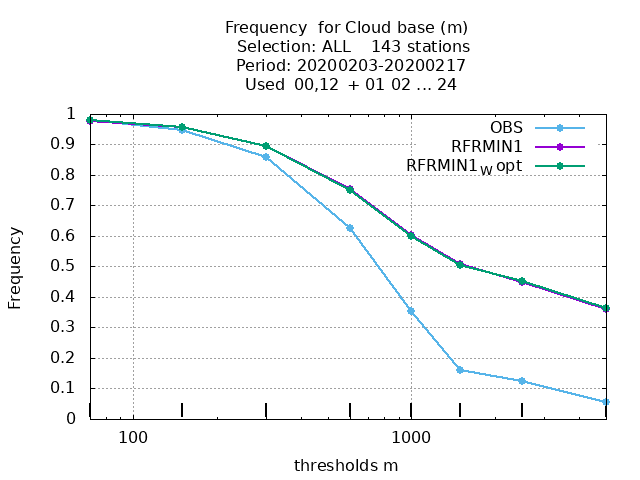 Frequency for Cloud base (m)
Selection: ALL 143 stations
Period: 20200203-20200217
Used 00,12 + 01 02 ... 24
OBS
RFRMIN1
RFRMIN1W opt
Frequency
1
0.9
0.8
0.7
0.6
0.5
0.4
0.3
0.2
0.1
0
100 1000
thresholds m